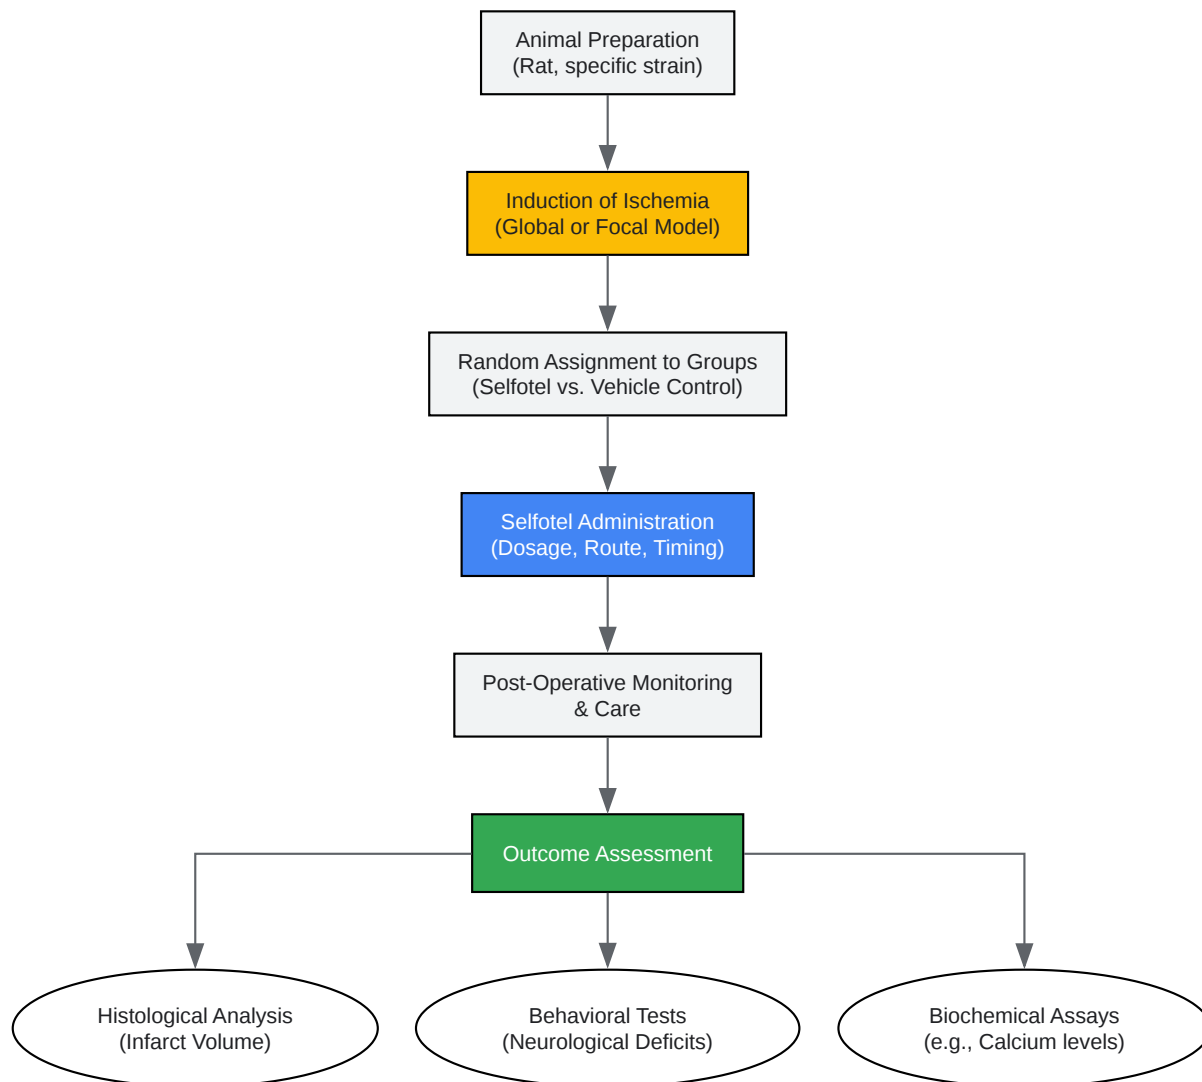 Animal Preparation
(Rat, specific strain)
Induction of Ischemia
(Global or Focal Model)
Random Assignment to Groups
(Selfotel vs. Vehicle Control)
Selfotel Administration
(Dosage, Route, Timing)
Post-Operative Monitoring
& Care
Outcome Assessment
Histological Analysis
(Infarct Volume)
Behavioral Tests
(Neurological Deficits)
Biochemical Assays
(e.g., Calcium levels)